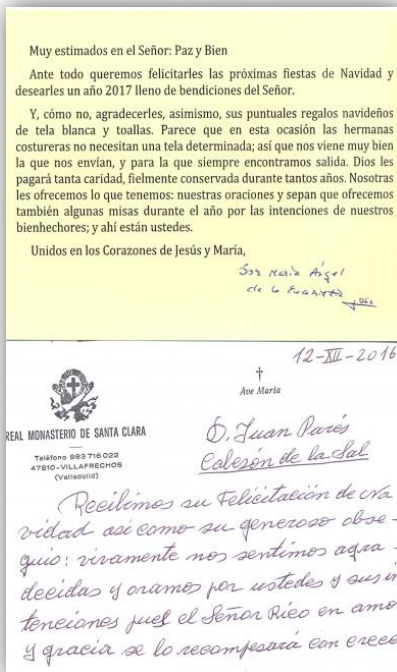 Muy estimados en el Señor: Paz y Bien
Ante todo queremos felicitarles las próximas fiestas de Navidad y
desearles un año 2017 lleno de bendiciones del Señor.
Y, cómo no, agradecerles, asimismo, sus puntuales regalos navideños
de tela blanca y toallas. Parece que en esta ocasión las hermanas
costureras no necesitan una tela determinada; así que nos viene muy bien
la que nos envían, y para la que siempre encontramos salida. Dios les
pagará tanta caridad, fielmente conservada durante tantos años. Nosotras
les ofrecemos lo que tenemos: nuestras oraciones y sepan que ofrecemos
también algunas misas durante el año por las intenciones de nuestros
bienhechores; y ahí están ustedes.
Unidos en los Corazones de Jesús y María,
Sor María Ángel
de la Eucaristía
12-XII-2016
Ave María
REAL MONASTERIO DE SANTA CLARA
Teléfono 983 716 022
47810-VILLAFRECHOS
(Valladolid)
D. Juan Parés
Calesón de la Sal
Recibimos su Felicitación de Na
vidad así como su generoso obse-
quio: vivamente nos sentimos agra-
decidas y oramos por ustedes y sus in
tenciones el Señor Rico en amo
y gracia se lo recompesará con crece